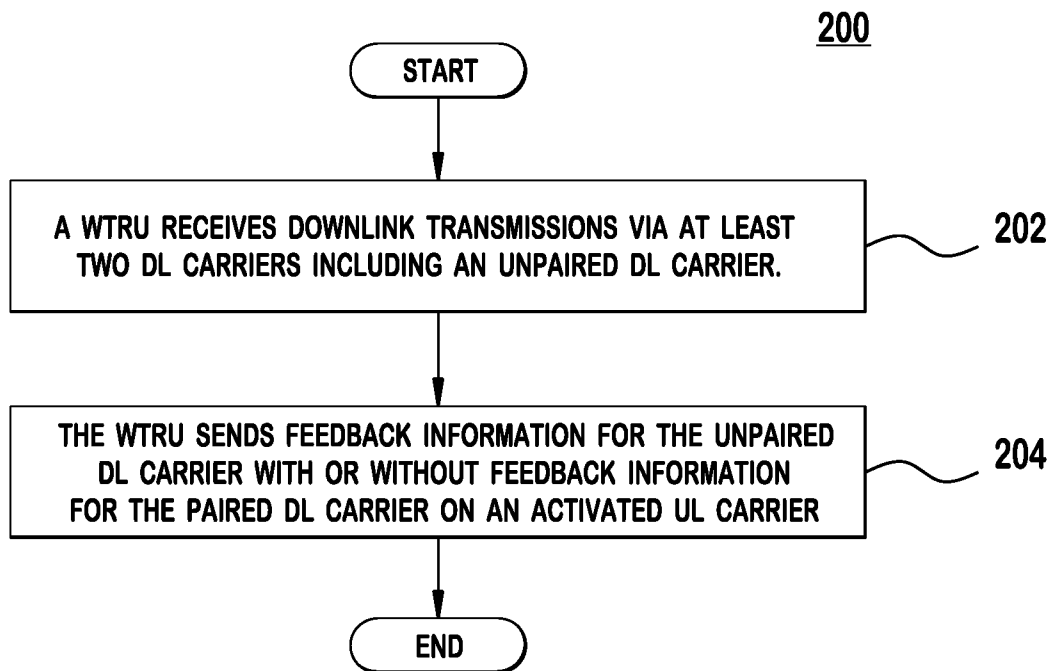 200
START
A WTRU RECEIVES DOWNLINK TRANSMISSIONS VIA AT LEAST
TWO DL CARRIERS INCLUDING AN UNPAIRED DL CARRIER.
202
THE WTRU SENDS FEEDBACK INFORMATION FOR THE UNPAIRED
DL CARRIER WITH OR WITHOUT FEEDBACK INFORMATION
FOR THE PAIRED DL CARRIER ON AN ACTIVATED UL CARRIER
204
END